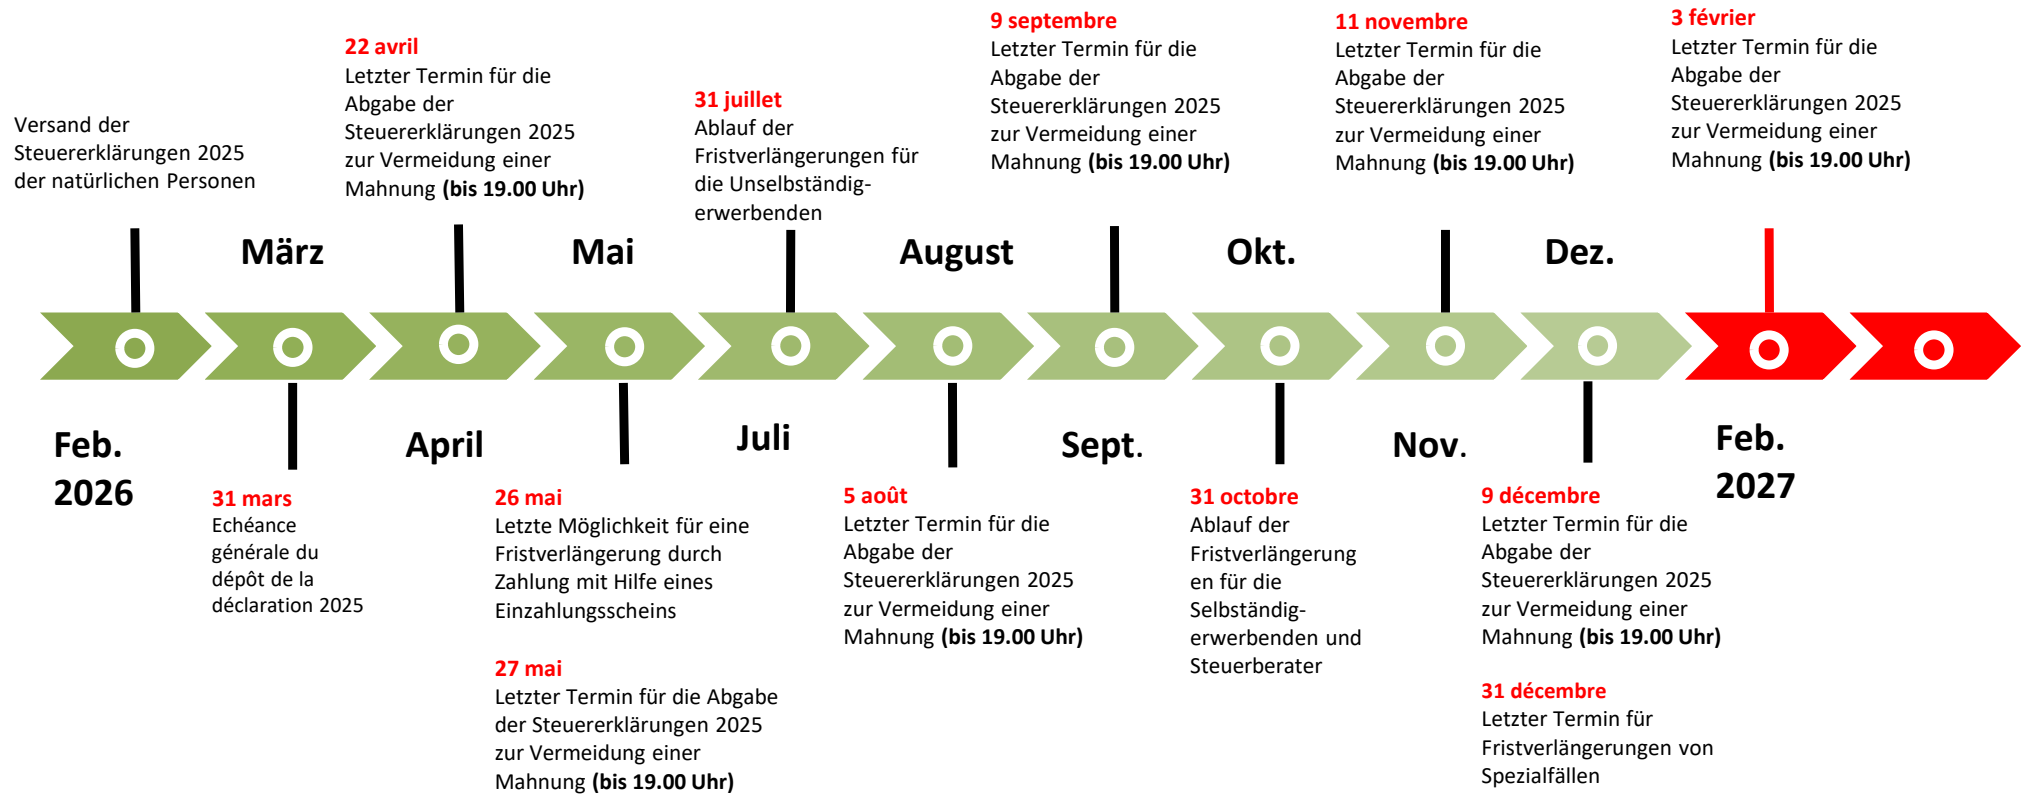 Versand der
Steuererklärungen 2025
der natürlichen Personen
22 avril
Letzter Termin für die
Abgabe der
Steuererklärungen 2025
zur Vermeidung einer
Mahnung (bis 19.00 Uhr)
31 juillet
Ablauf der
Fristverlängerungen für
die Unselbständig-
erwerbenden
9 septembre
Letzter Termin für die
Abgabe der
Steuererklärungen 2025
zur Vermeidung einer
Mahnung (bis 19.00 Uhr)
11 novembre
Letzter Termin für die
Abgabe der
Steuererklärungen 2025
zur Vermeidung einer
Mahnung (bis 19.00 Uhr)
3 février
Letzter Termin für die
Abgabe der
Steuererklärungen 2025
zur Vermeidung einer
Mahnung (bis 19.00 Uhr)
März
Mai
August
Okt.
Dez.
Feb.
2026
April
Juli
Sept.
Nov.
Feb.
2027
31 mars
Echéance
générale du
dépôt de la
déclaration 2025
26 mai
Letzte Möglichkeit für eine
Fristverlängerung durch
Zahlung mit Hilfe eines
Einzahlungsscheins
27 mai
Letzter Termin für die Abgabe
der Steuererklärungen 2025
zur Vermeidung einer
Mahnung (bis 19.00 Uhr)
5 août
Letzter Termin für die
Abgabe der
Steuererklärungen 2025
zur Vermeidung einer
Mahnung (bis 19.00 Uhr)
31 octobre
Ablauf der
Fristverlängerung
en für die
Selbständig-
erwerbenden und
Steuerberater
9 décembre
Letzter Termin für die
Abgabe der
Steuererklärungen 2025
zur Vermeidung einer
Mahnung (bis 19.00 Uhr)
31 décembre
Letzter Termin für
Fristverlängerungen von
Spezialfällen